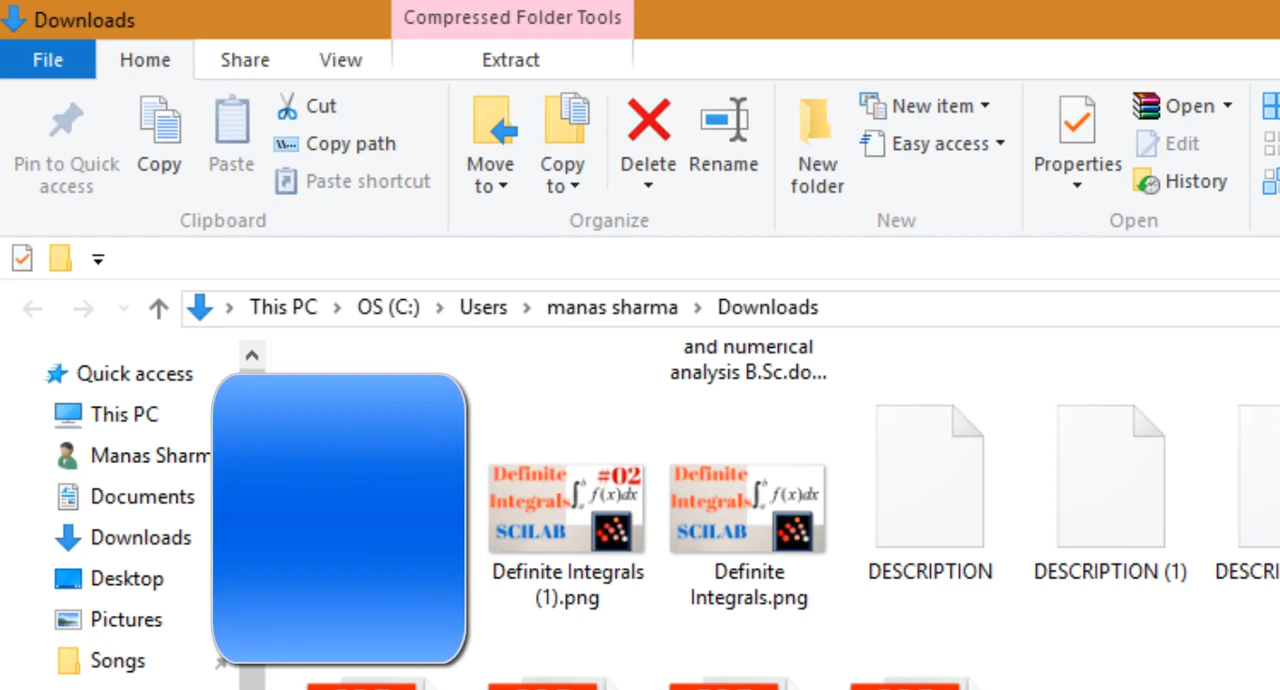 Downloads
Compressed Folder Tools
File
Home
Share
View
Extract
Pin to Quick
access
Copy
Paste
Cut
Copy path
Paste shortcut
Clipboard
Move
to
Copy
to
Delete
Rename
Organize
New
folder
New item
Easy access
New
Properties
Open
Edit
History
Open
This PC > OS (C:) > Users > manas sharma > Downloads
and numerical
analysis B.Sc.do...
Quick access
This PC
Manas Sharm
Documents
Downloads
Desktop
Pictures
Songs
Definite #02
Integrals ∫ f(x)dx
SCILAB
Definite Integrals
(1).png
Definite
Integrals ∫ f(x)dx
SCILAB
Definite
Integrals.png
DESCRIPTION
DESCRIPTION (1)
DESCRI